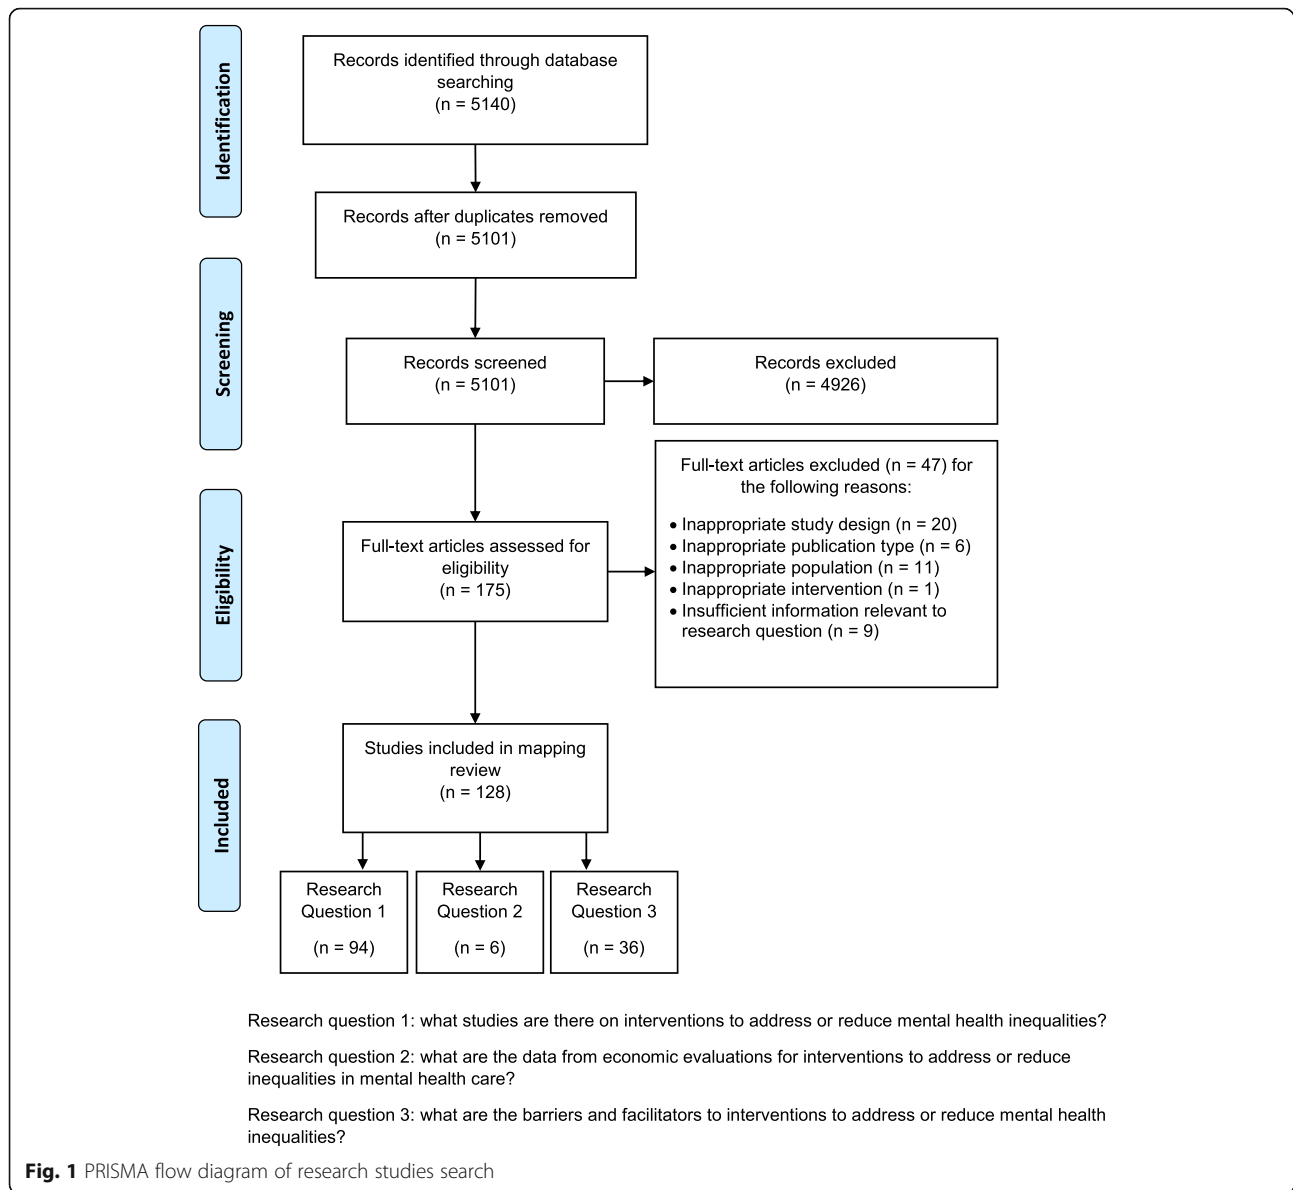 Identification
Records identified through database
searching
(n = 5140)
Records after duplicates removed
(n = 5101)
Screening
Records screened
(n = 5101)
Records excluded
(n = 4926)
Eligibility
Full-text articles assessed for
eligibility
(n = 175)
Full-text articles excluded (n = 47) for
the following reasons:
• Inappropriate study design (n = 20)
• Inappropriate publication type (n = 6)
• Inappropriate population (n = 11)
• Inappropriate intervention (n = 1)
• Insufficient information relevant to
research question (n = 9)
Included
Studies included in mapping
review
(n = 128)
Research
Question 1
(n = 94)
Research
Question 2
(n = 6)
Research
Question 3
(n = 36)
Research question 1: what studies are there on interventions to address or reduce mental health inequalities?
Research question 2: what are the data from economic evaluations for interventions to address or reduce
inequalities in mental health care?
Research question 3: what are the barriers and facilitators to interventions to address or reduce mental health
inequalities?
Fig. 1 PRISMA flow diagram of research studies search